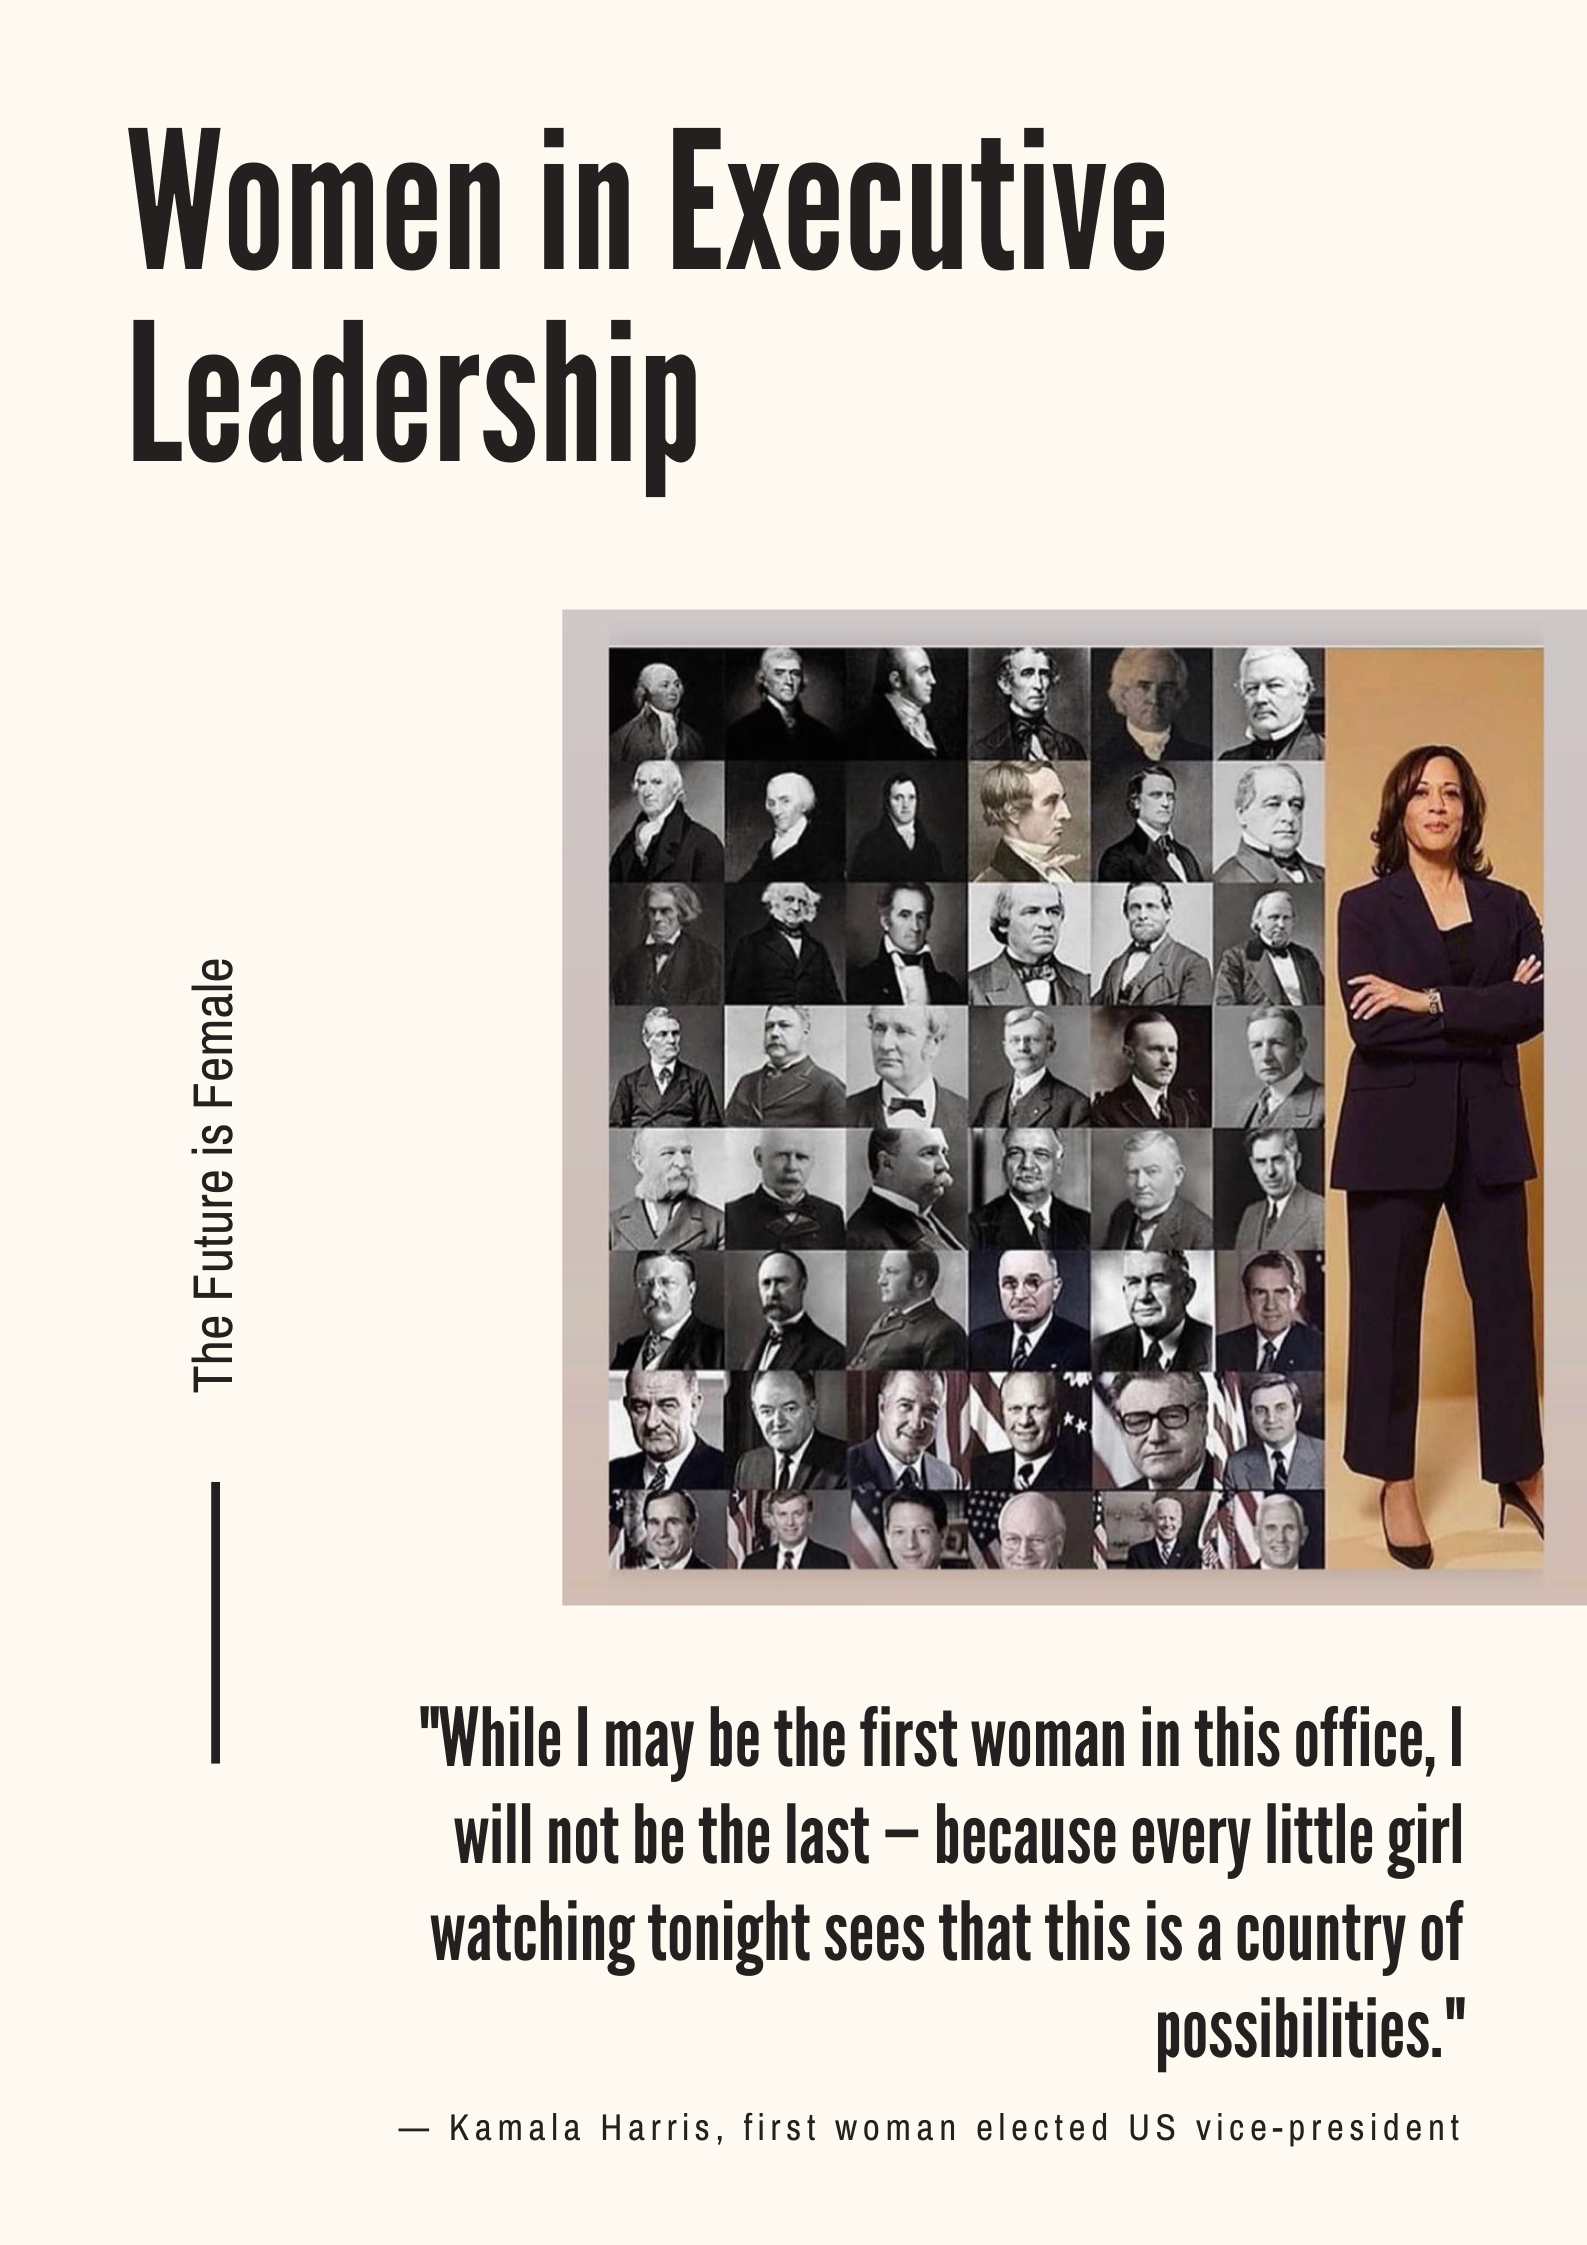 Women in Executive
Leadership
The Future is Female
"While I may be the first woman in this office, I
will not be the last – because every little girl
watching tonight sees that this is a country of
possibilities."
— Kamala Harris, first woman elected US vice-president